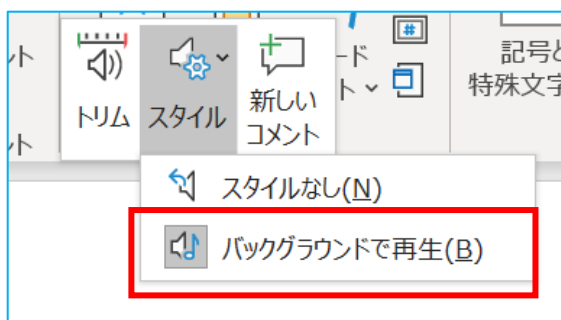 ット
トリム
スタイル
新しい
コメント
ード
ト
記号と
特殊文字
スタイルなし(N)
バックグラウンドで再生(B)